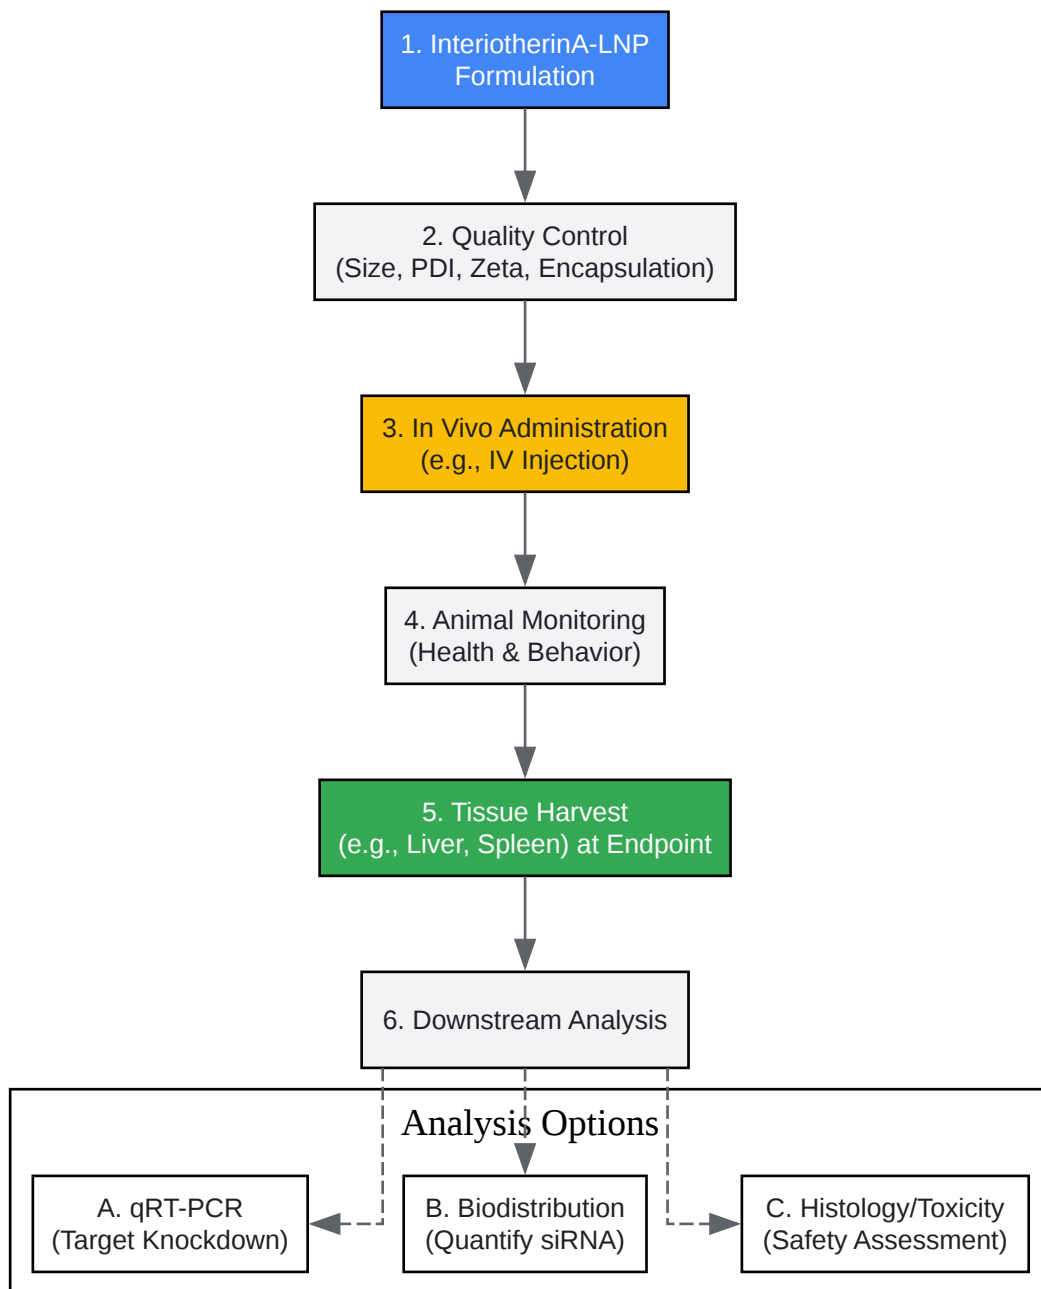 1. InteriotherinA-LNP
Formulation
2. Quality Control
(Size, PDI, Zeta, Encapsulation)
3. In Vivo Administration
(e.g., IV Injection)
4. Animal Monitoring
(Health & Behavior)
5. Tissue Harvest
(e.g., Liver, Spleen) at Endpoint
6. Downstream Analysis
Analysis Options
A. qRT-PCR
(Target Knockdown)
B. Biodistribution
(Quantify siRNA)
C. Histology/Toxicity
(Safety Assessment)